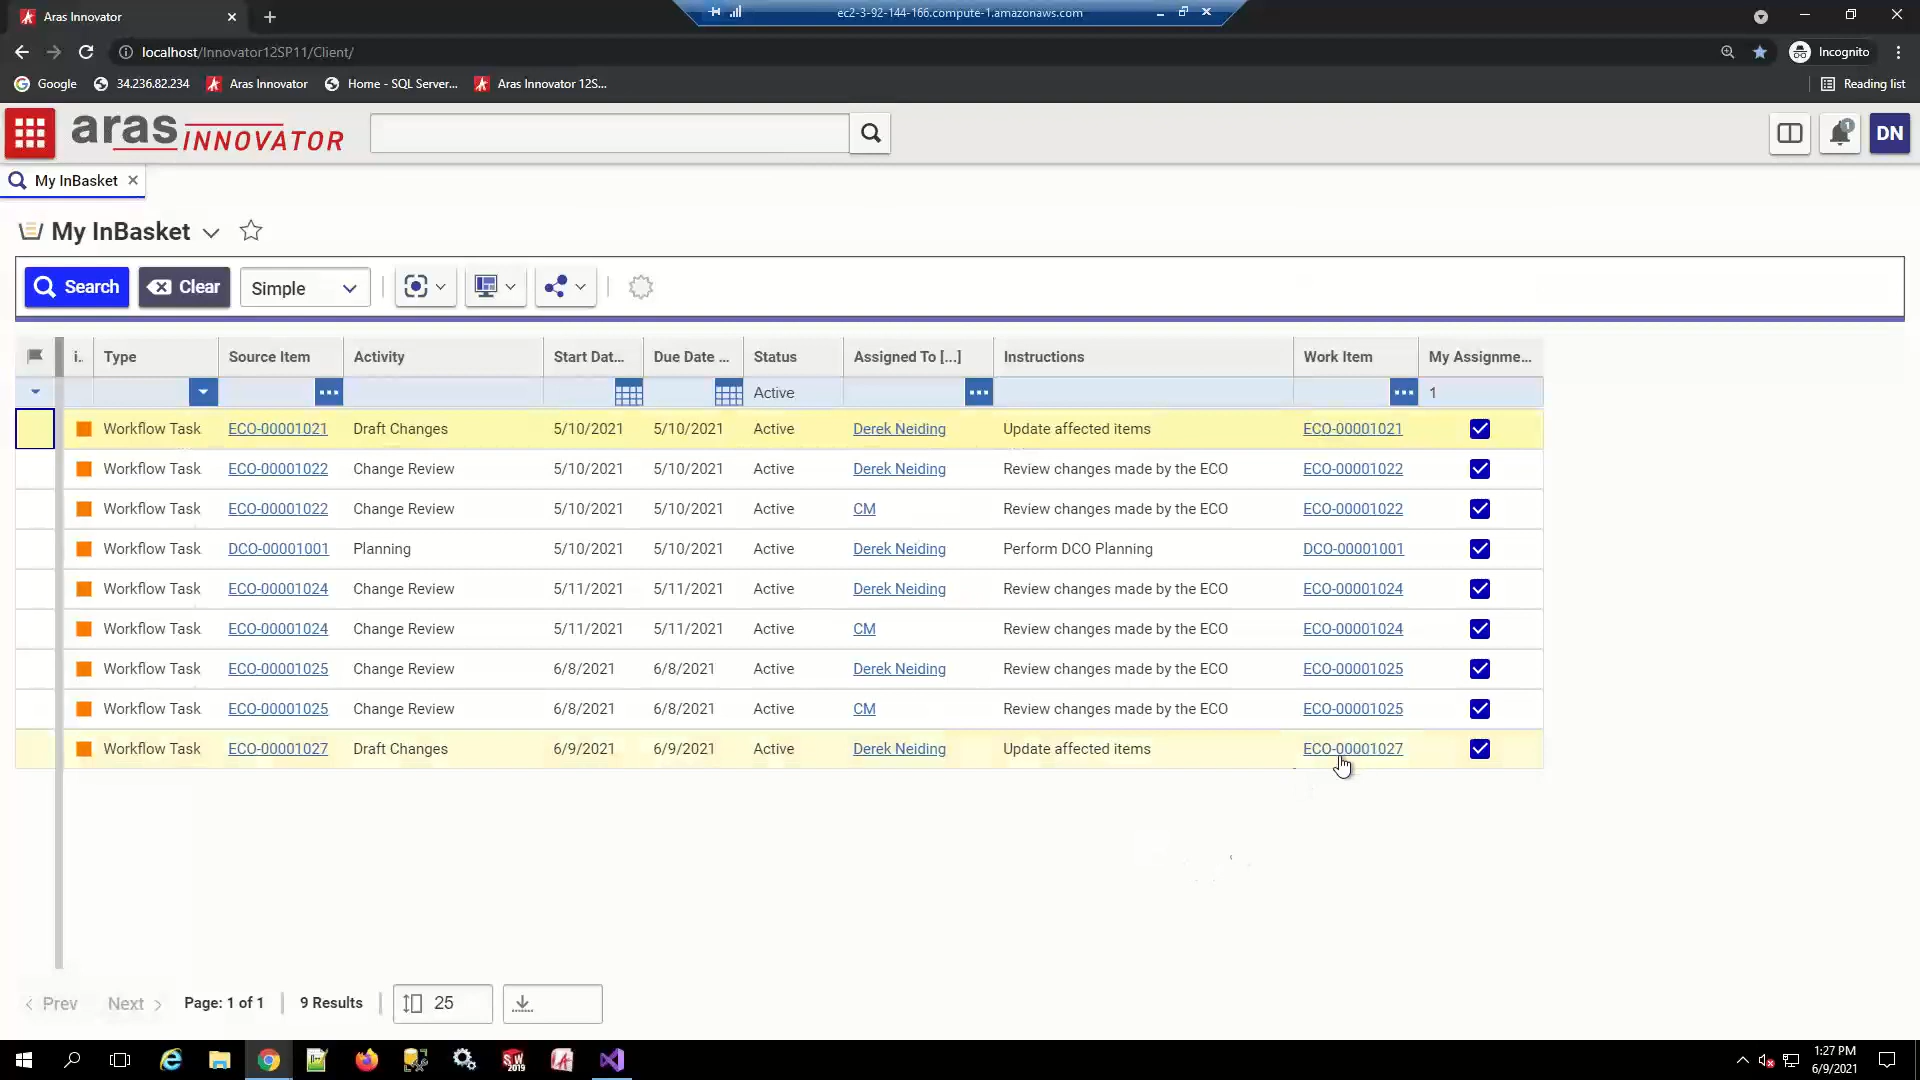 Aras Innovator
ec2-3-92-144-166.compute-1.amazonaws.com
localhost/Innovator12SP11/Client/
Incognito
Google
34.236.82.234
Aras Innovator
Home - SQL Server...
Aras Innovator 12S...
Reading list
aras INNOVATOR
1
DN
My InBasket
My InBasket
Search
Clear
Simple
i.. Type Source Item Activity Start Dat... Due Date ... Status Assigned To [...] Instructions Work Item My Assignme...
Active 1
Workflow Task ECO-00001021 Draft Changes 5/10/2021 5/10/2021 Active Derek Neiding Update affected items ECO-00001021
Workflow Task ECO-00001022 Change Review 5/10/2021 5/10/2021 Active Derek Neiding Review changes made by the ECO ECO-00001022
Workflow Task ECO-00001022 Change Review 5/10/2021 5/10/2021 Active CM Review changes made by the ECO ECO-00001022
Workflow Task DCO-00001001 Planning 5/10/2021 5/10/2021 Active Derek Neiding Perform DCO Planning DCO-00001001
Workflow Task ECO-00001024 Change Review 5/11/2021 5/11/2021 Active Derek Neiding Review changes made by the ECO ECO-00001024
Workflow Task ECO-00001024 Change Review 5/11/2021 5/11/2021 Active CM Review changes made by the ECO ECO-00001024
Workflow Task ECO-00001025 Change Review 6/8/2021 6/8/2021 Active Derek Neiding Review changes made by the ECO ECO-00001025
Workflow Task ECO-00001025 Change Review 6/8/2021 6/8/2021 Active CM Review changes made by the ECO ECO-00001025
Workflow Task ECO-00001027 Draft Changes 6/9/2021 6/9/2021 Active Derek Neiding Update affected items ECO-00001027
Prev Next Page: 1 of 1 9 Results 25
SW 2019
1:27 PM
6/9/2021